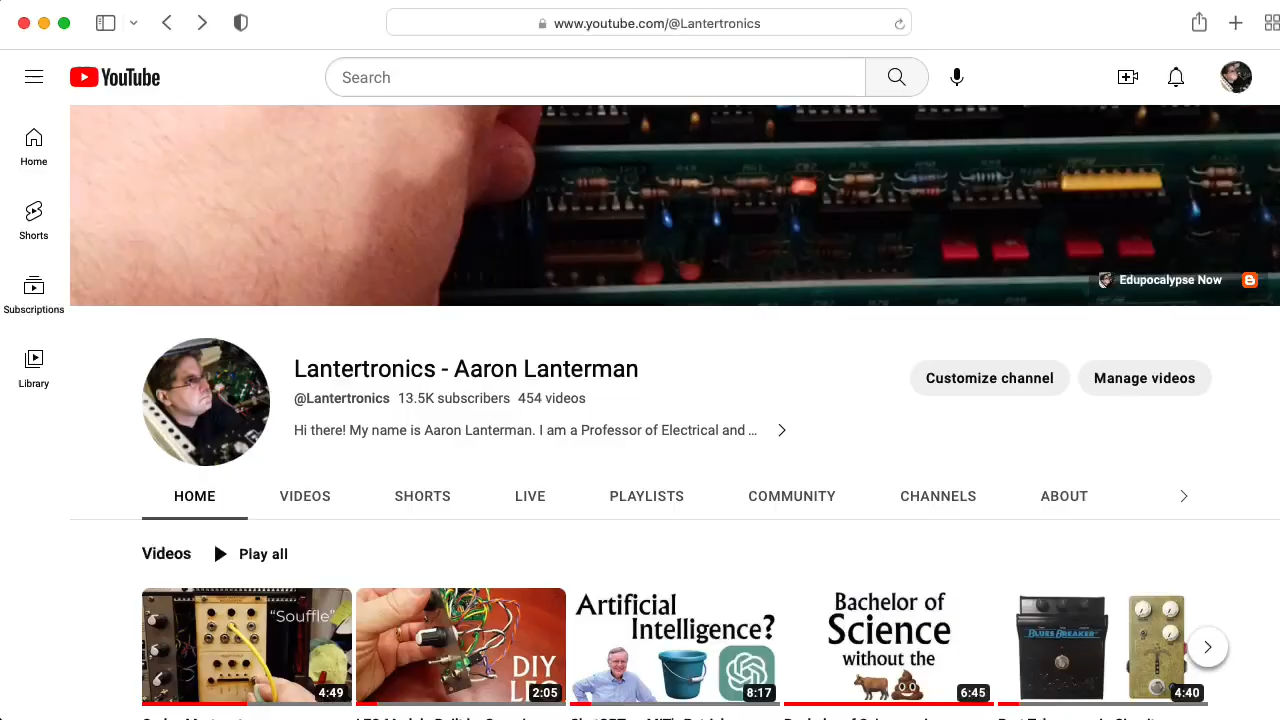 www.youtube.com/@Lantertronics
YouTube
Search
Home
Shorts
Subscriptions
Library
Edupocalypse Now
Lantertronics - Aaron Lanterman
@Lantertronics 13.5K subscribers 454 videos
Hi there! My name is Aaron Lanterman. I am a Professor of Electrical and ...
Customize channel
Manage videos
HOME VIDEOS SHORTS LIVE PLAYLISTS COMMUNITY CHANNELS ABOUT
Videos Play all
"Souffle"
4:49
DIY
2:05
Artificial
Intelligence?
8:17
Bachelor of
Science
without the
6:45
BLUES BREAKER
4:40